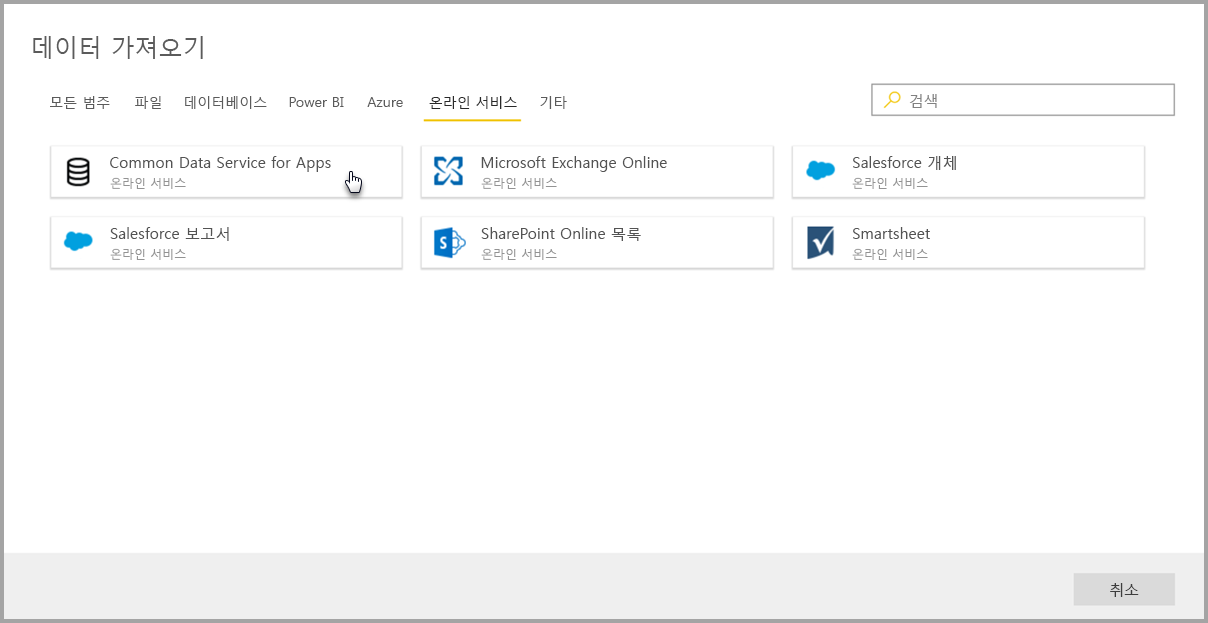 데이터 가져오기
모든 범주 파일 데이터베이스 Power BI Azure 온라인 서비스 기타
검색
Common Data Service for Apps
온라인 서비스
Microsoft Exchange Online
온라인 서비스
Salesforce 개체
온라인 서비스
Salesforce 보고서
온라인 서비스
SharePoint Online 목록
온라인 서비스
Smartsheet
온라인 서비스
취소